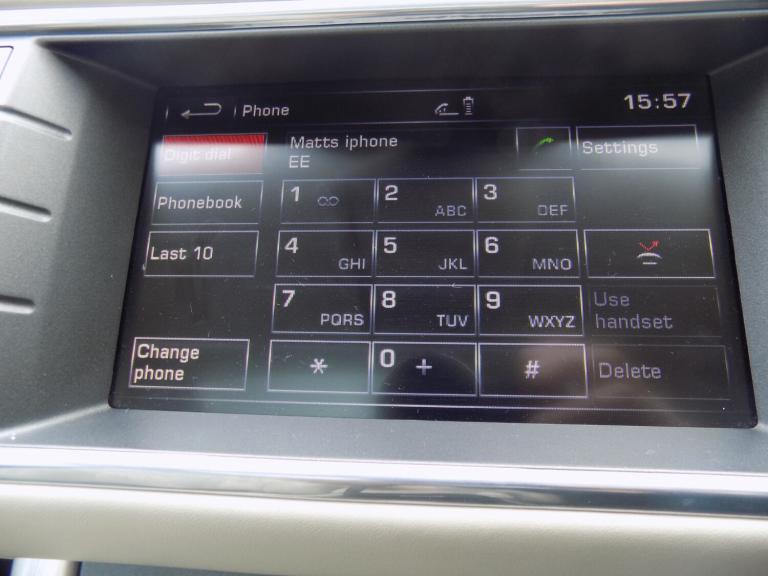 Phone
15:57
Digit dial
Matts iphone
EE
Settings
Phonebook
1
2 ABC
3 DEF
Last 10
4 GHI
5 JKL
6 MNO
7 PQRS
8 TUV
9 WXYZ
Use
handset
Change
phone
*
0 +
#
Delete